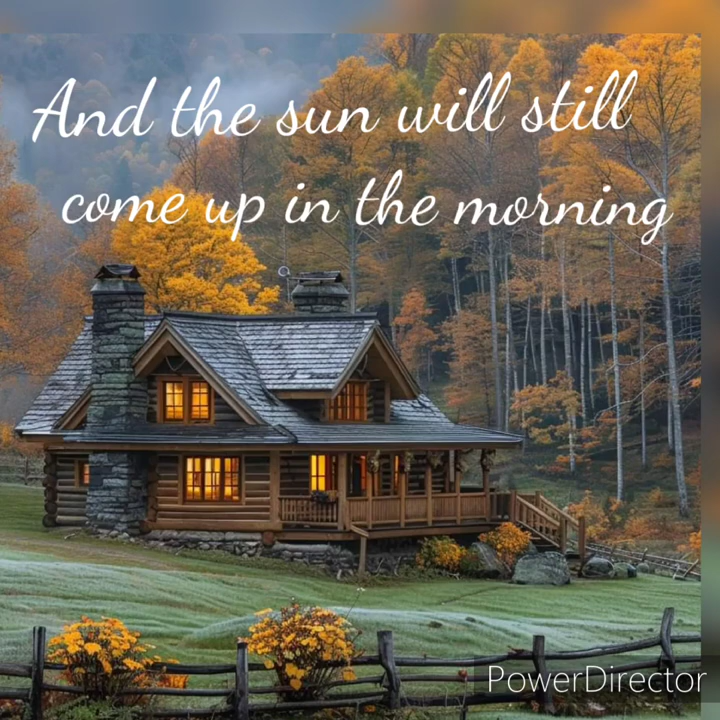 And the sun will still
come up in the morning
PowerDirector